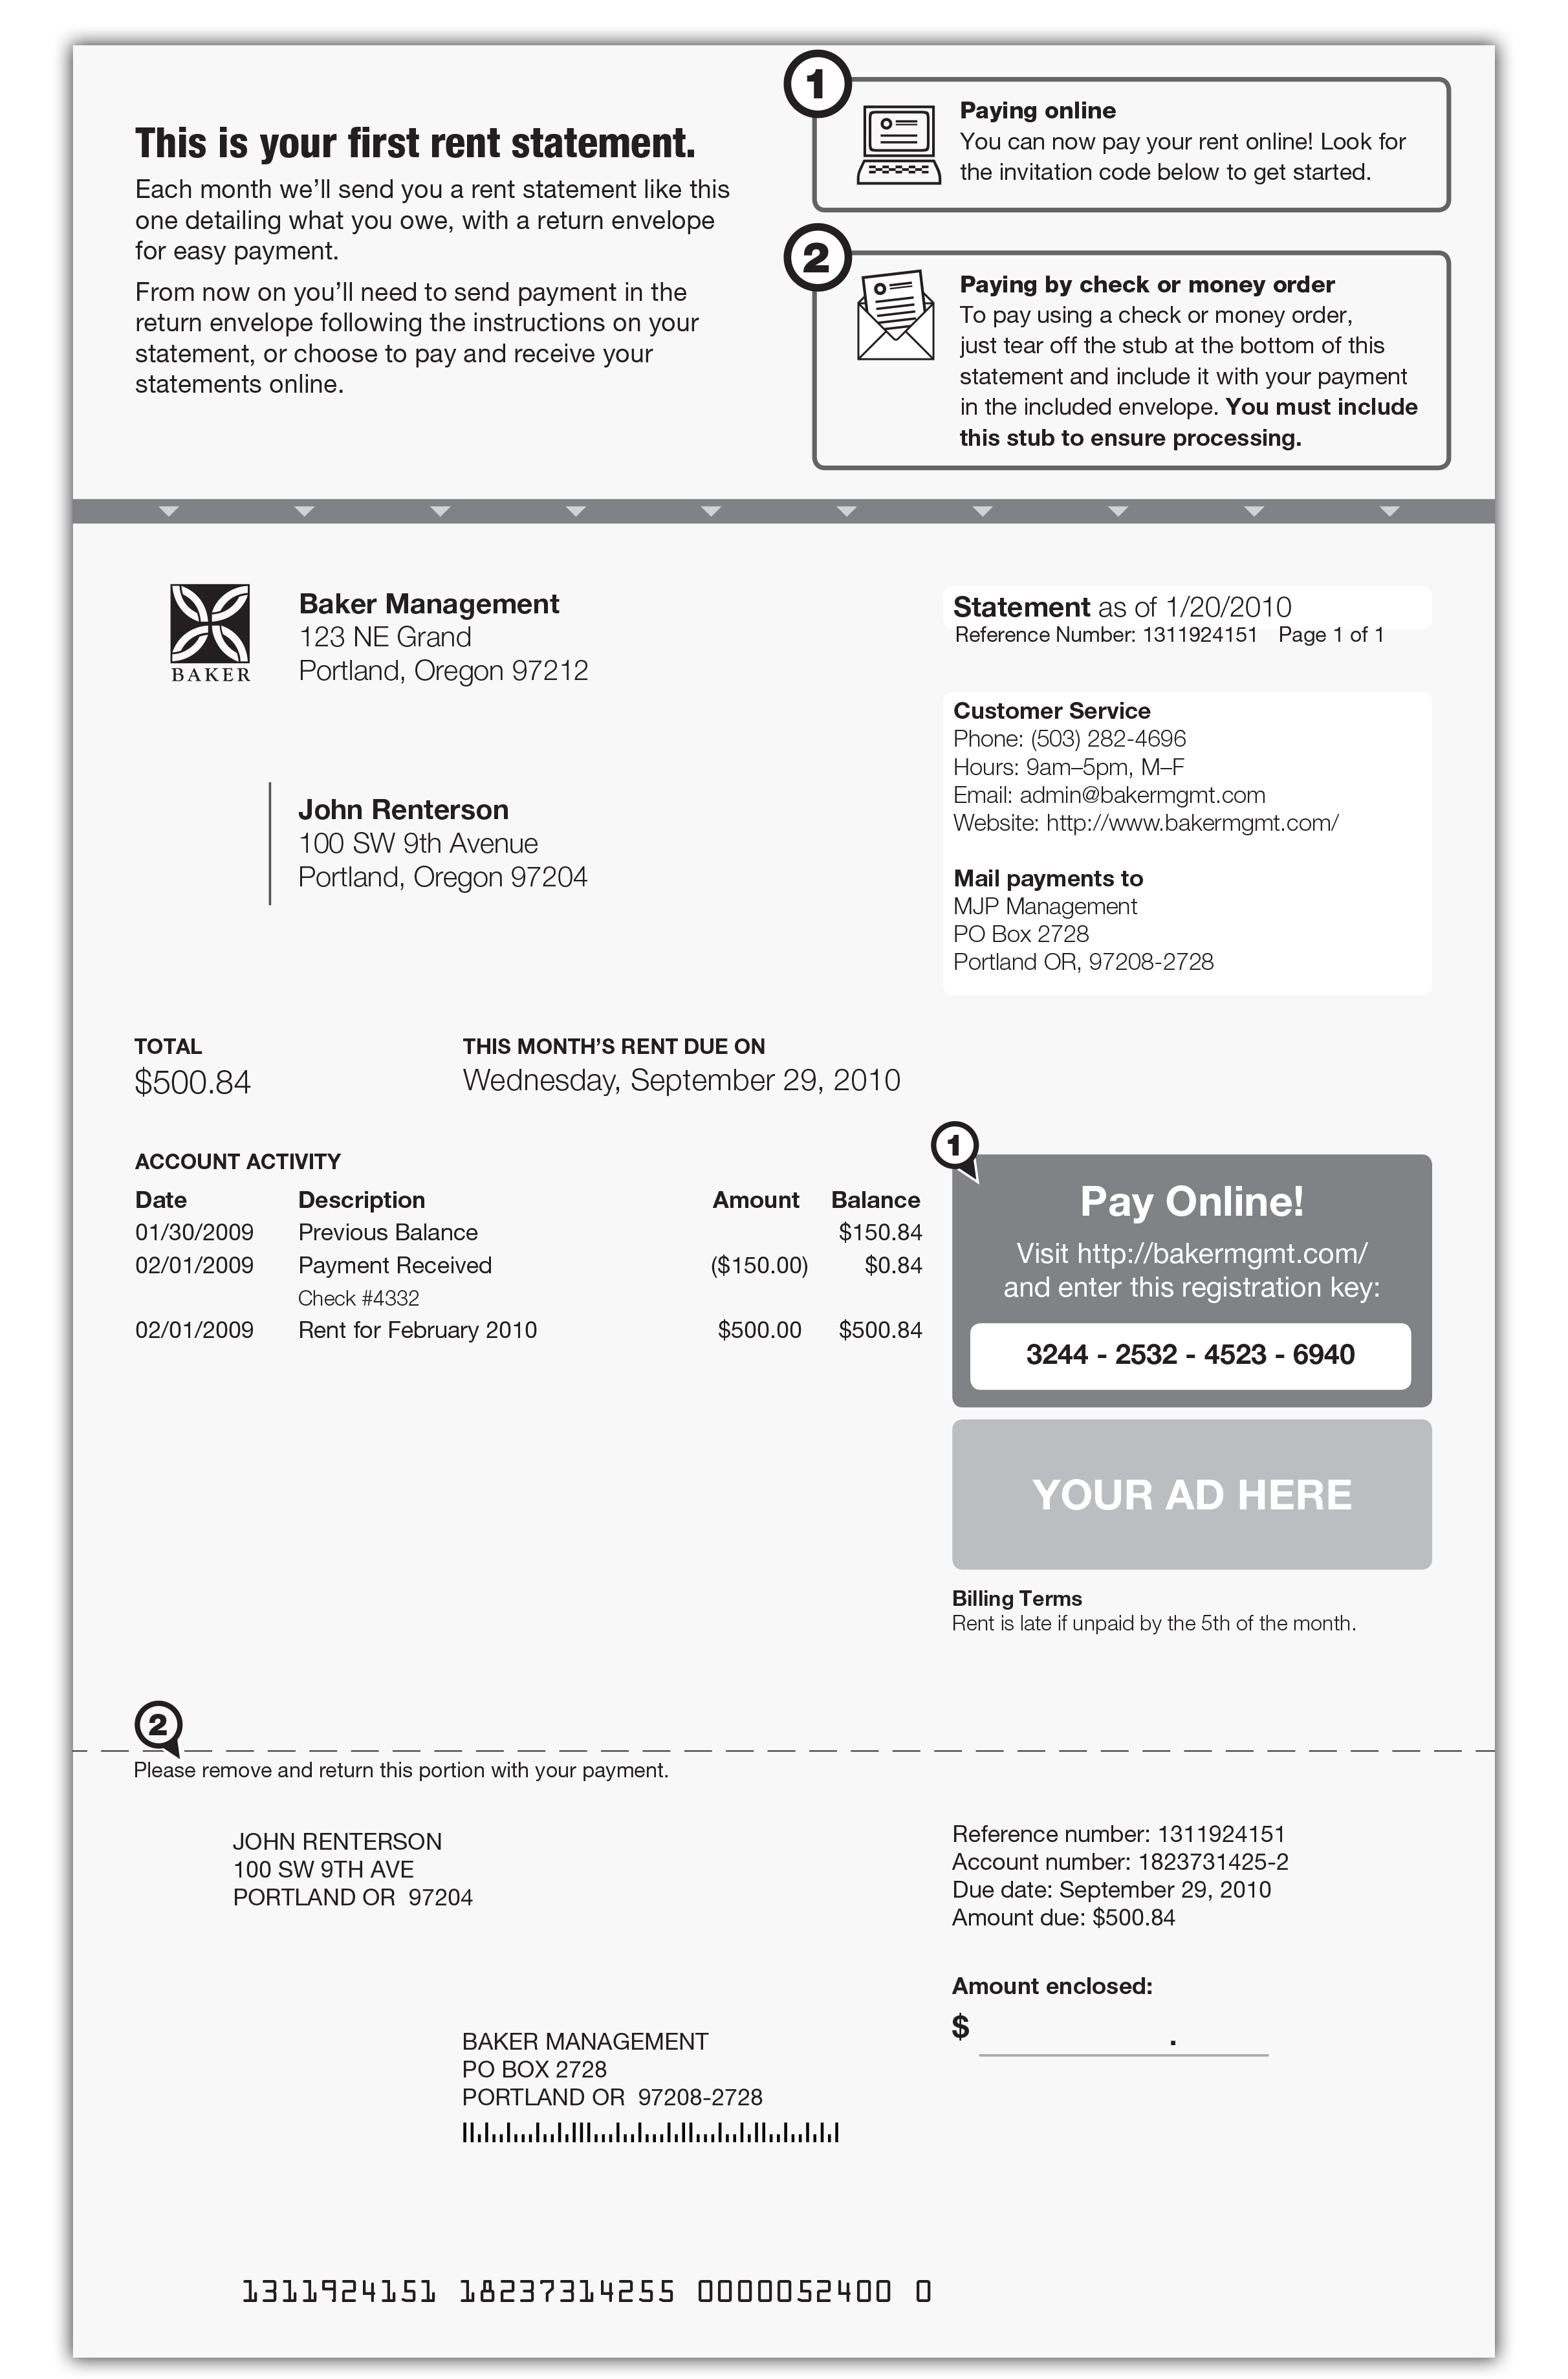 This is your first rent statement.
Each month we’ll send you a rent statement like this
one detailing what you owe, with a return envelope
for easy payment.
From now on you’ll need to send payment in the
return envelope following the instructions on your
statement, or choose to pay and receive your
statements online.
1
Paying online
You can now pay your rent online! Look for
the invitation code below to get started.
2
Paying by check or money order
To pay using a check or money order,
just tear off the stub at the bottom of this
statement and include it with your payment
in the included envelope. You must include
this stub to ensure processing.
BAKER
Baker Management
123 NE Grand
Portland, Oregon 97212
Statement as of 1/20/2010
Reference Number: 1311924151 Page 1 of 1
John Renterson
100 SW 9th Avenue
Portland, Oregon 97204
Customer Service
Phone: (503) 282-4696
Hours: 9am–5pm, M–F
Email: admin@bakermgmt.com
Website: http://www.bakermgmt.com/
Mail payments to
MJP Management
PO Box 2728
Portland OR, 97208-2728
TOTAL THIS MONTH’S RENT DUE ON
$500.84 Wednesday, September 29, 2010
ACCOUNT ACTIVITY
Date Description Amount Balance
01/30/2009 Previous Balance $150.84
02/01/2009 Payment Received ($150.00) $0.84
Check #4332
02/01/2009 Rent for February 2010 $500.00 $500.84
1
Pay Online!
Visit http://bakermgmt.com/
and enter this registration key:
3244 - 2532 - 4523 - 6940
YOUR AD HERE
Billing Terms
Rent is late if unpaid by the 5th of the month.
2
Please remove and return this portion with your payment.
JOHN RENTERSON
100 SW 9TH AVE
PORTLAND OR 97204
Reference number: 1311924151
Account number: 1823731425-2
Due date: September 29, 2010
Amount due: $500.84
Amount enclosed:
$ .
BAKER MANAGEMENT
PO BOX 2728
PORTLAND OR 97208-2728
1311924151 18237314255 0000052400 0